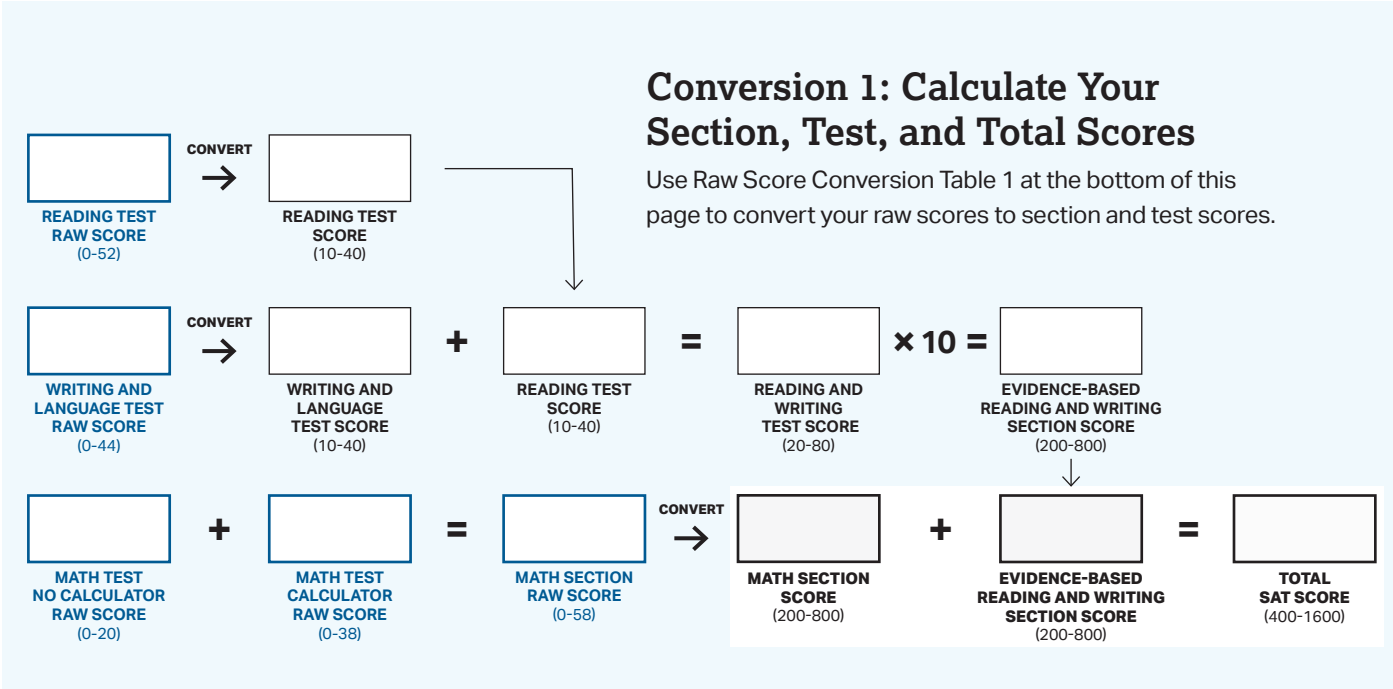 Conversion 1: Calculate Your
Section, Test, and Total Scores
Use Raw Score Conversion Table 1 at the bottom of this
page to convert your raw scores to section and test scores.
CONVERT
→
READING TEST
RAW SCORE
(0-52)
READING TEST
SCORE
(10-40)
CONVERT
→
+
=
× 10 =
WRITING AND
LANGUAGE TEST
RAW SCORE
(0-44)
WRITING AND
LANGUAGE
TEST SCORE
(10-40)
READING TEST
SCORE
(10-40)
READING AND
WRITING
TEST SCORE
(20-80)
EVIDENCE-BASED
READING AND WRITING
SECTION SCORE
(200-800)
+
=
CONVERT
→
+
=
MATH TEST
NO CALCULATOR
RAW SCORE
(0-20)
MATH TEST
CALCULATOR
RAW SCORE
(0-38)
MATH SECTION
RAW SCORE
(0-58)
MATH SECTION
SCORE
(200-800)
EVIDENCE-BASED
READING AND WRITING
SECTION SCORE
(200-800)
TOTAL
SAT SCORE
(400-1600)